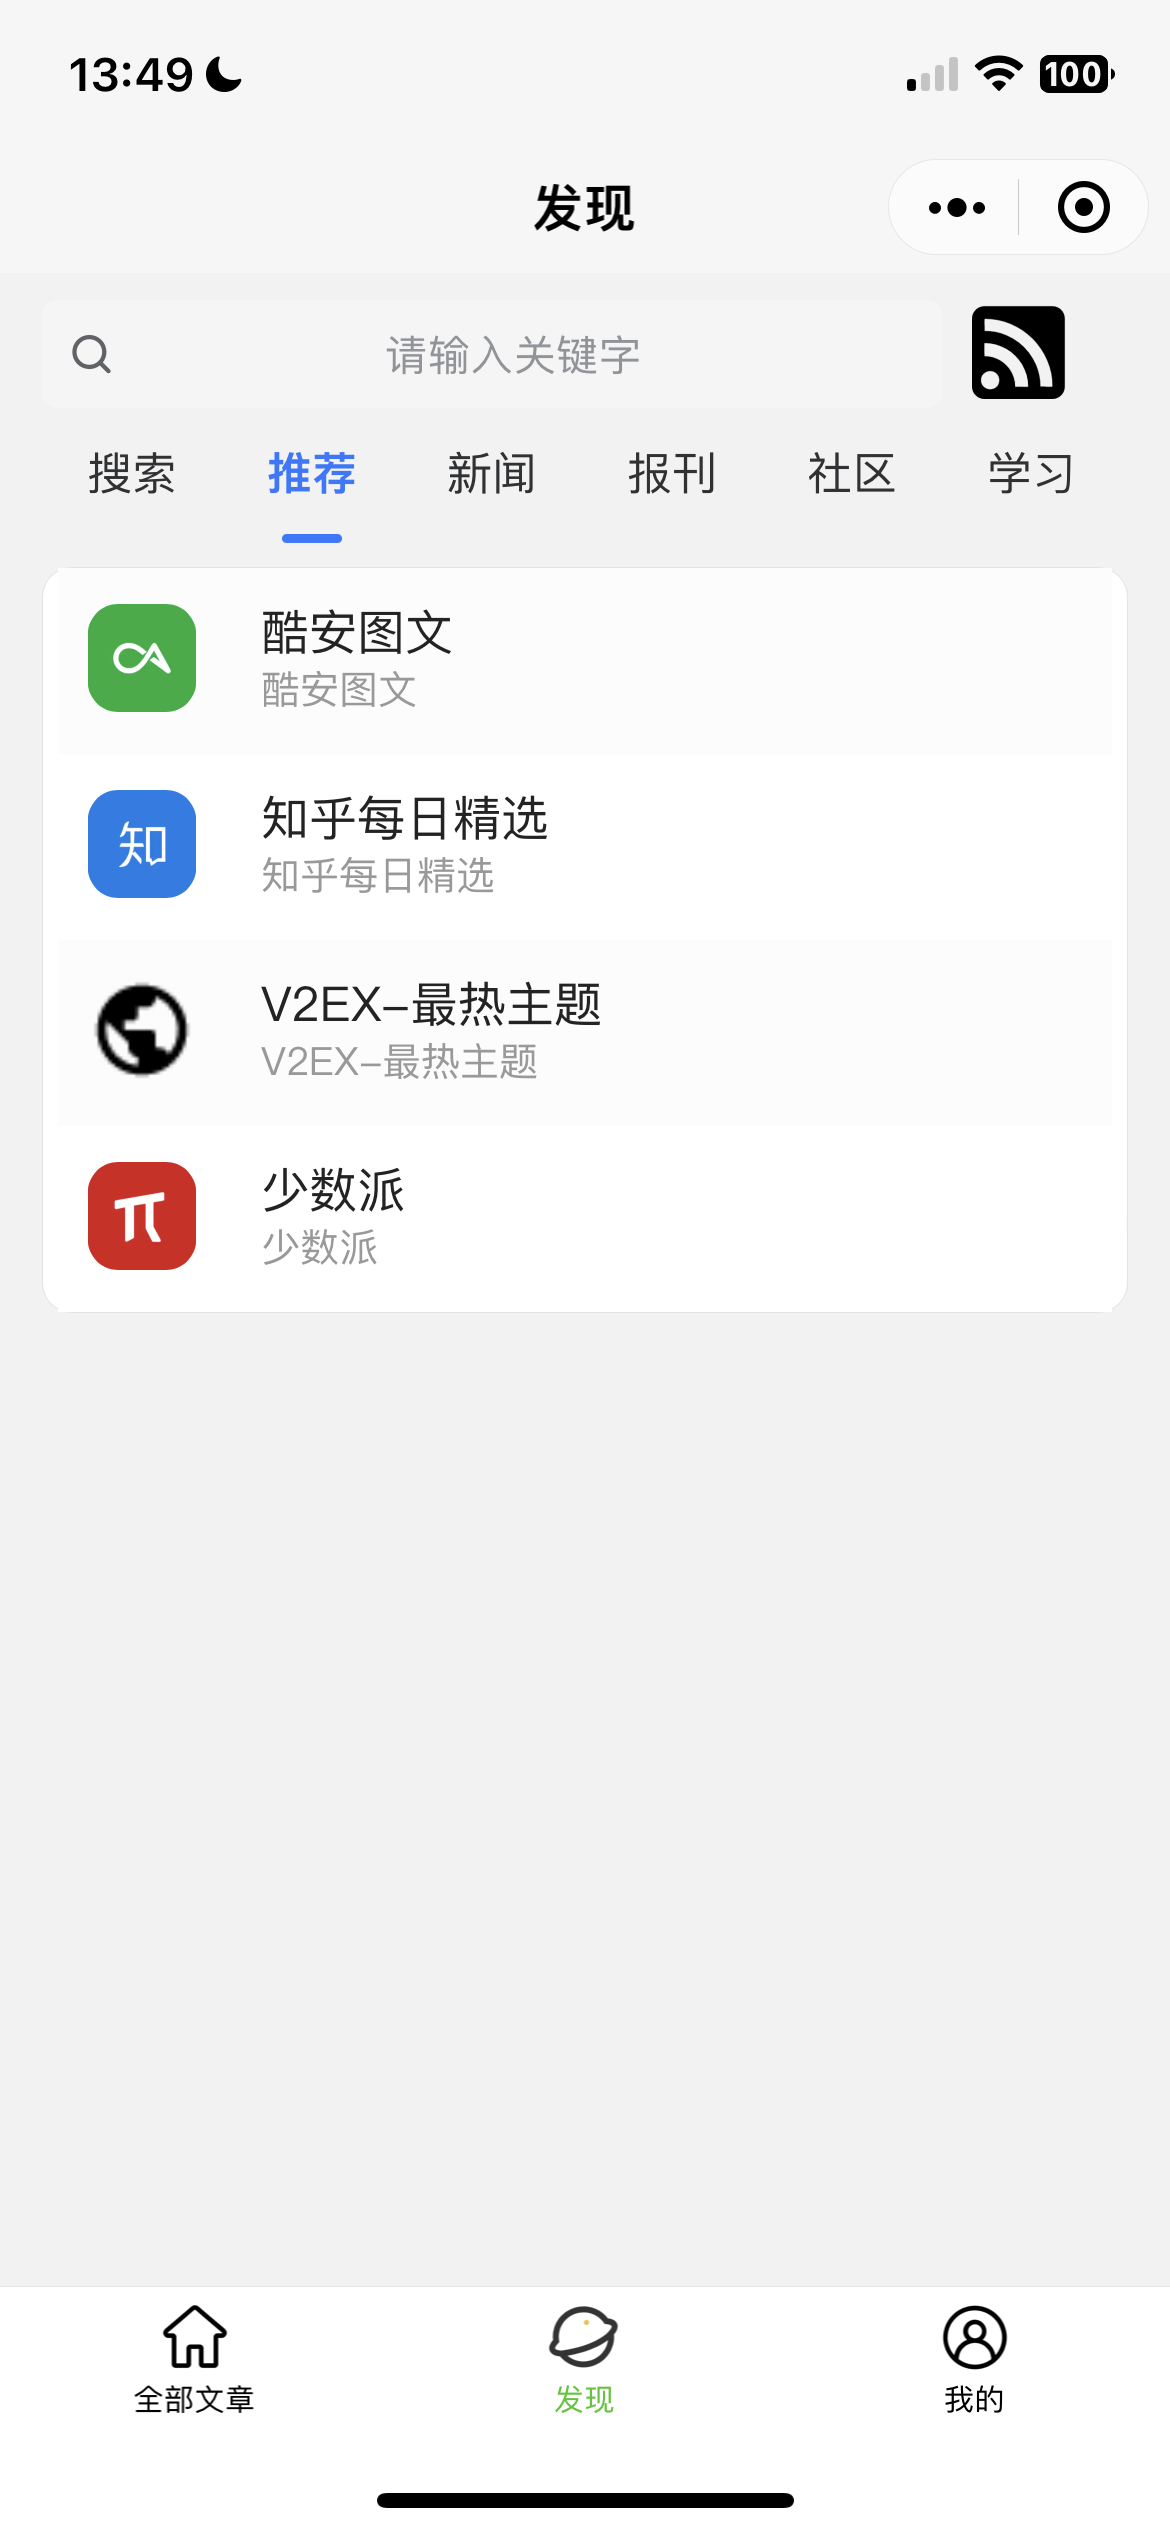 13:49
100
发现
请输入关键字
搜索 推荐 新闻 报刊 社区 学习
酷安图文
酷安图文
知
知乎每日精选
知乎每日精选
V2EX-最热主题
V2EX-最热主题
少数派
少数派
全部文章 发现 我的